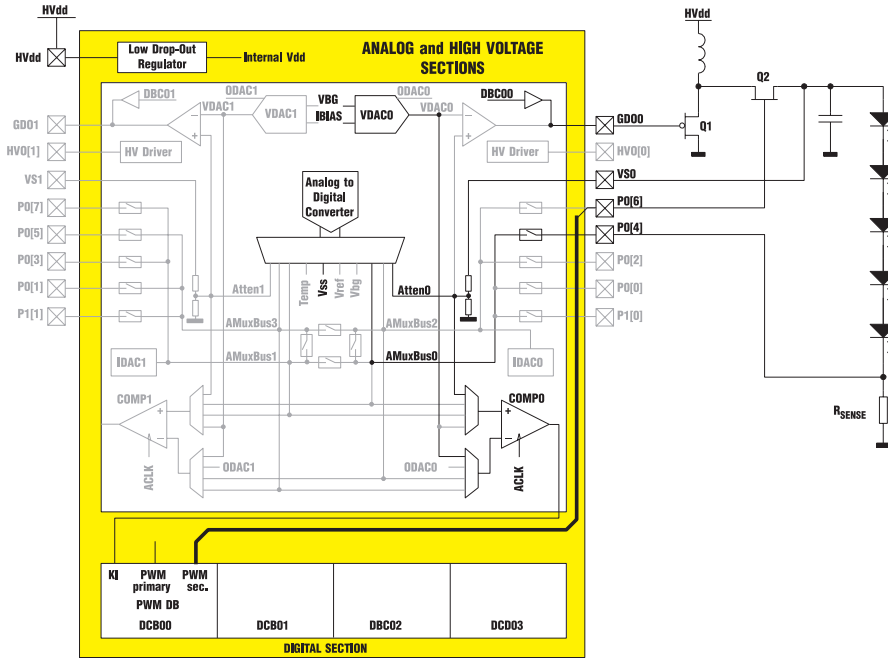 HVdd
HVdd
HVdd
Low Drop-Out
Regulator
Internal Vdd
ANALOG and HIGH VOLTAGE
SECTIONS
DBCO1
ODAC1
VBG
ODAC0
DBC00
VDAC1
VDAC1
IBIAS
VDAC0
VDAC0
GDO1
GDO0
Q1
Q2
HVO[1]
HV Driver
HV Driver
HVO[0]
VS1
VS0
Analog to
Digital
Converter
P0[7]
P0[6]
P0[5]
P0[4]
P0[3]
P0[2]
P0[1]
P0[0]
P1[1]
P1[0]
Atten1
Temp
Vss
Vref
Vbg
Atten0
AMuxBus3
AMuxBus2
IDAC1
AMuxBus1
AMuxBus0
IDAC0
COMP1
COMP0
RSENSE
ACLK
ODAC1
ODAC0
ACLK
KI
PWM
primary
PWM
sec.
PWM DB
DCB00
DCB01
DBC02
DCD03
DIGITAL SECTION